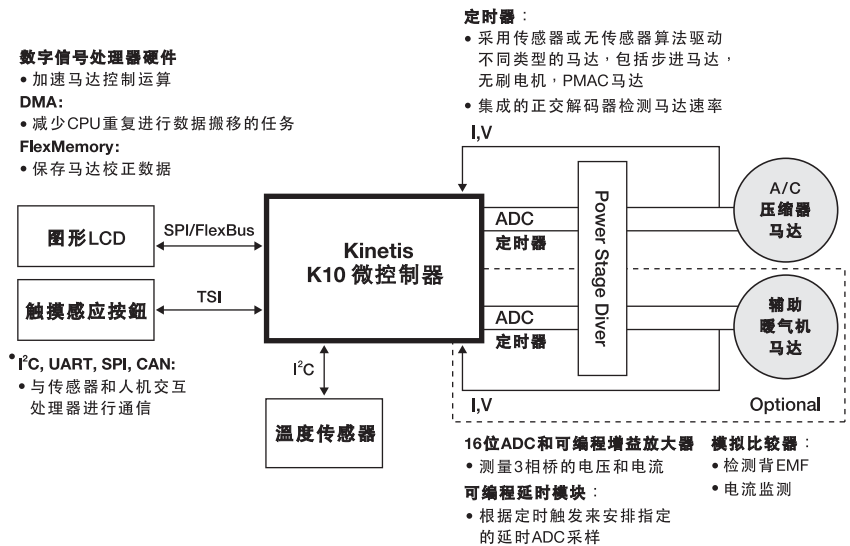 数字信号处理器硬件
• 加速马达控制运算
DMA:
• 减少CPU重复进行数据搬移的任务
FlexMemory:
• 保存马达校正数据
定时器：
• 采用传感器或无传感器算法驱动
不同类型的马达，包括步进马达，
无刷电机，PMAC马达
• 集成的正交解码器检测马达速率
I,V
图形LCD
SPI/FlexBus
触摸感应按鈕
TSI
Kinetis
K10 微控制器
ADC
定时器
ADC
定时器
Power Stage Diver
A/C
压缩器
马达
辅助
暖气机
马达
I,V
Optional
• I²C, UART, SPI, CAN:
• 与传感器和人机交互
处理器进行通信
I²C
溫度传感器
16位ADC和可编程增益放大器
• 测量3相桥的电压和电流
可编程延时模块：
• 根据定时触发来安排指定
的延时ADC采样
模拟比较器：
• 检测背EMF
• 电流监测